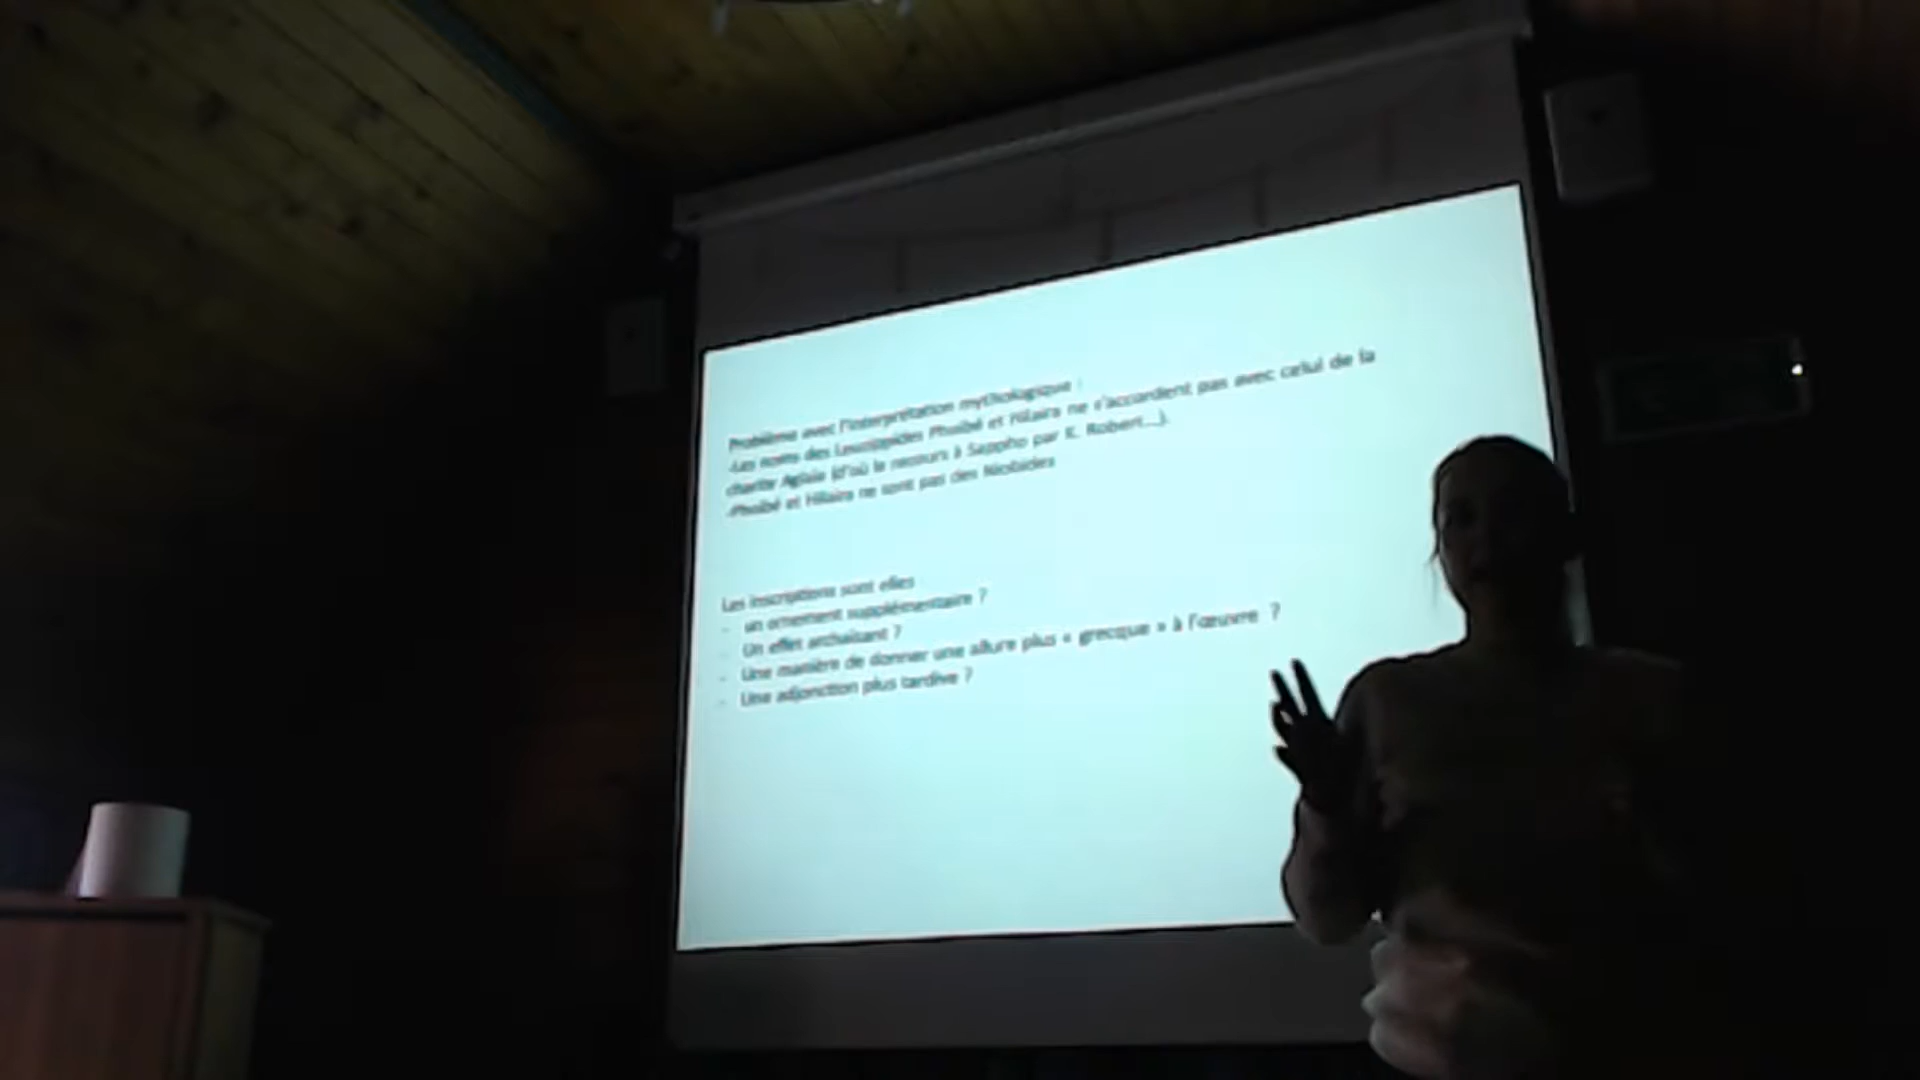 Problème avec l'interprétation mythologique :
-Les noms des Leucippides Phoibé et Hilaira ne s'accordent pas avec celui de la
charite Aglaia (d'où le recours à Sappho par K. Robert...).
-Phoibé et Hilaira ne sont pas des Niobides
Les inscriptions sont elles
- un ornement supplémentaire ?
- Un effet archaïsant ?
- Une manière de donner une allure plus « grecque » à l'œuvre ?
- Une adjonction plus tardive ?